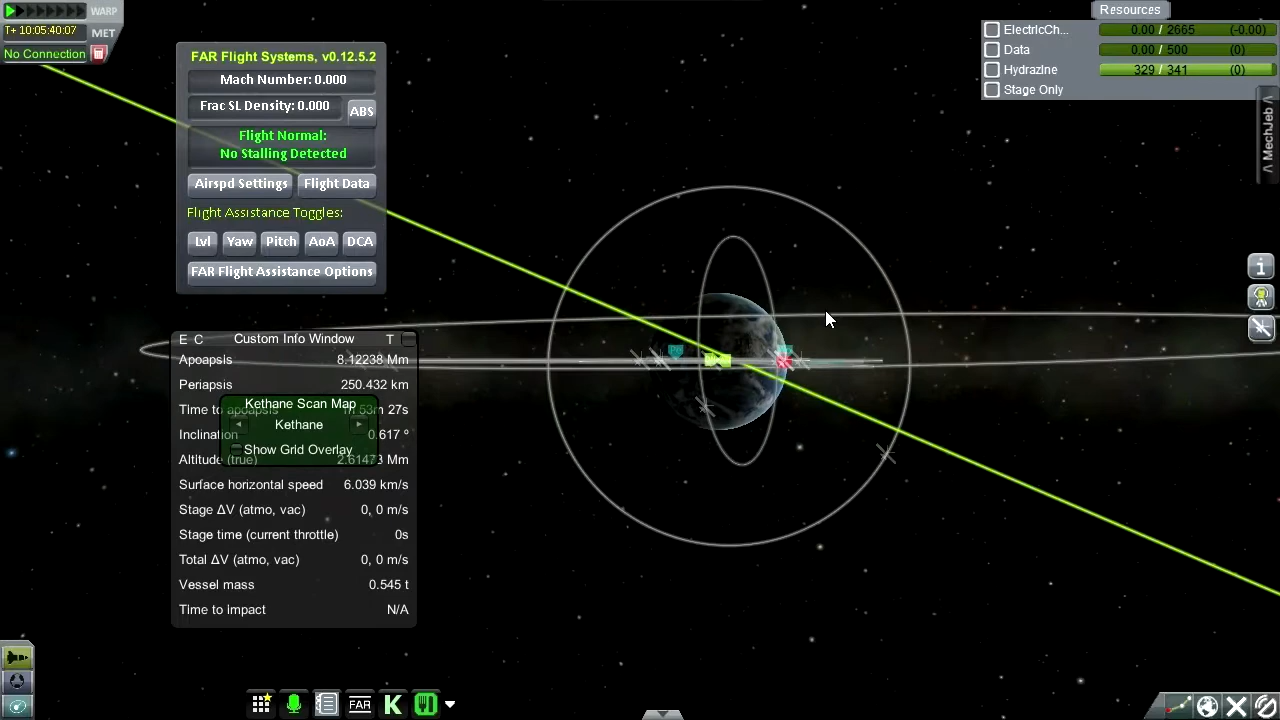 WARP
T+ 10:05:40:07 MET
No Connection
FAR Flight Systems, v0.12.5.2
Mach Number: 0.000
Frac SL Density: 0.000 ABS
Flight Normal:
No Stalling Detected
Airspd Settings Flight Data
Flight Assistance Toggles:
Lvl Yaw Pitch AoA DCA
FAR Flight Assistance Options
E C Custom Info Window T
Apoapsis 8.12238 Mm
Periapsis 250.432 km
Time to apoapsis 53m 27s
Kethane Scan Map
Kethane
Inclination 0.617 º
Show Grid Overlay
Altitude (true) 2.61473 Mm
Surface horizontal speed 6.039 km/s
Stage ΔV (atmo, vac) 0, 0 m/s
Stage time (current throttle) 0s
Total ΔV (atmo, vac) 0, 0 m/s
Vessel mass 0.545 t
Time to impact N/A
Resources
ElectricCh... 0.00 / 2665 (-0.00)
Data 0.00 / 500 (0)
Hydrazine 329 / 341 (0)
Stage Only
/\ MechJeb /\
FAR K